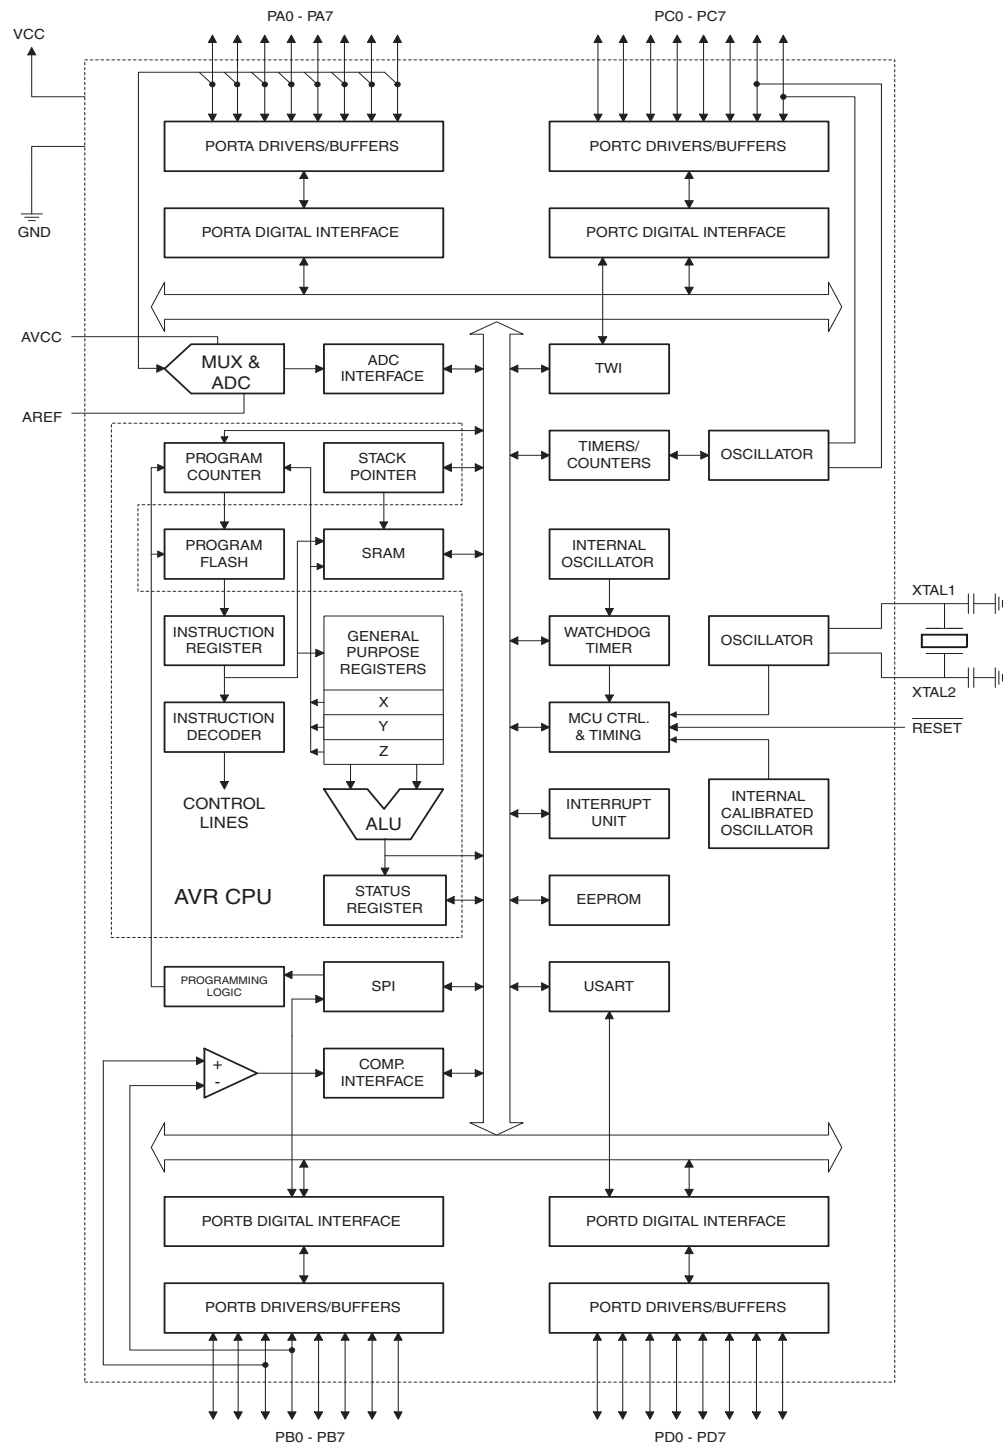 PA0 - PA7
PC0 - PC7
VCC
PORTA DRIVERS/BUFFERS
PORTC DRIVERS/BUFFERS
GND
PORTA DIGITAL INTERFACE
PORTC DIGITAL INTERFACE
AVCC
MUX &
ADC
ADC
INTERFACE
TWI
AREF
PROGRAM
COUNTER
STACK
POINTER
TIMERS/
COUNTERS
OSCILLATOR
PROGRAM
FLASH
SRAM
INTERNAL
OSCILLATOR
XTAL1
INSTRUCTION
REGISTER
GENERAL
PURPOSE
REGISTERS
WATCHDOG
TIMER
OSCILLATOR
XTAL2
X
Y
Z
INSTRUCTION
DECODER
MCU CTRL.
& TIMING
RESET
CONTROL
LINES
ALU
INTERRUPT
UNIT
INTERNAL
CALIBRATED
OSCILLATOR
AVR CPU
STATUS
REGISTER
EEPROM
PROGRAMMING
LOGIC
SPI
USART
+
-
COMP.
INTERFACE
PORTB DIGITAL INTERFACE
PORTD DIGITAL INTERFACE
PORTB DRIVERS/BUFFERS
PORTD DRIVERS/BUFFERS
PB0 - PB7
PD0 - PD7